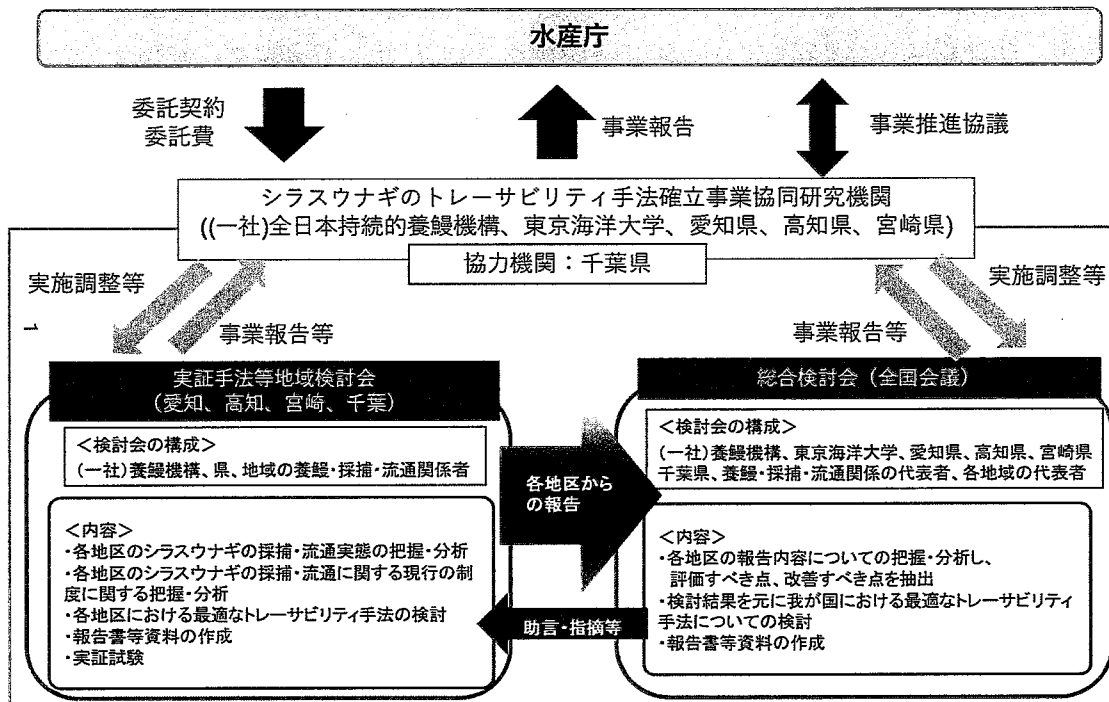 水産庁
委託契約
委託費
事業報告
事業推進協議
シラスウナギのトレーサビリティ手法確立事業協同研究機関
((一社)全日本持続的養鰻機構、東京海洋大学、愛知県、高知県、宮崎県)
協力機関：千葉県
実施調整等
事業報告等
事業報告等
実施調整等
1
実証手法等地域検討会
(愛知、高知、宮崎、千葉)
＜検討会の構成＞
(一社)養鰻機構、県、地域の養鰻・採捕・流通関係者
＜内容＞
・各地区のシラスウナギの採捕・流通実態の把握・分析
・各地区のシラスウナギの採捕・流通に関する現行の制
度に関する把握・分析
・各地区における最適なトレーサビリティ手法の検討
・報告書等資料の作成
・実証試験
各地区から
の報告
助言・指摘等
総合検討会（全国会議）
＜検討会の構成＞
(一社)養鰻機構、東京海洋大学、愛知県、高知県、宮崎県
千葉県、養鰻・採捕・流通関係の代表者、各地域の代表者
＜内容＞
・各地区の報告内容についての把握・分析し、
評価すべき点、改善すべき点を抽出
・検討結果を元に我が国における最適なトレーサビリティ
手法についての検討
・報告書等資料の作成